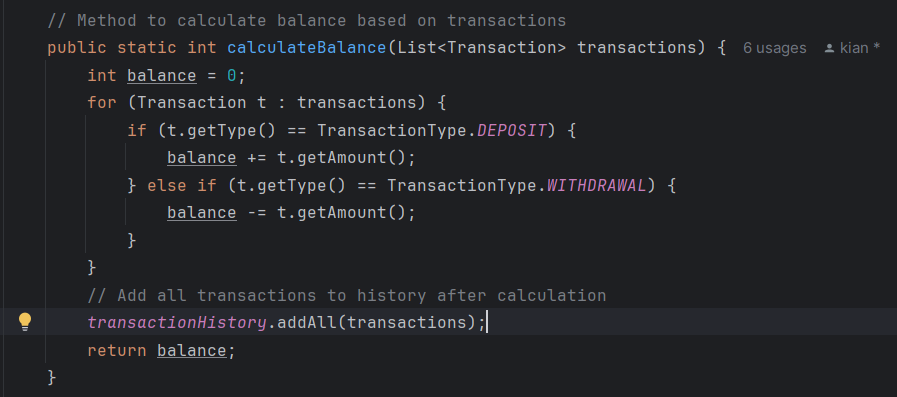 // Method to calculate balance based on transactions
public static int calculateBalance(List<Transaction> transactions) { 6 usages kian *
int balance = 0;
for (Transaction t : transactions) {
if (t.getType() == TransactionType.DEPOSIT) {
balance += t.getAmount();
} else if (t.getType() == TransactionType.WITHDRAWAL) {
balance -= t.getAmount();
}
}
// Add all transactions to history after calculation
transactionHistory.addAll(transactions);
return balance;
}